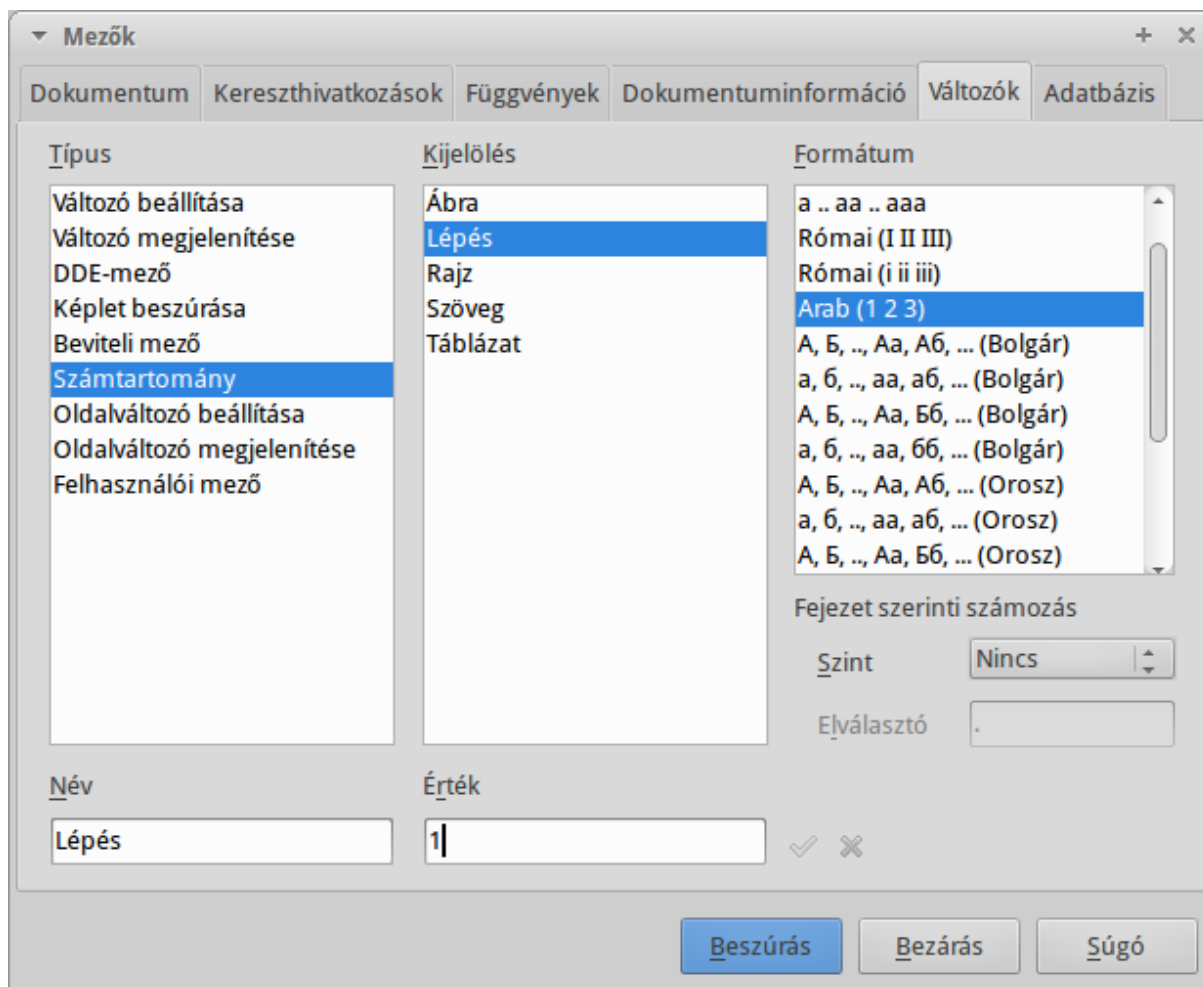 Mezők
Dokumentum Kereszthivatkozások Függvények Dokumentuminformáció Változók Adatbázis
Típus
Változó beállítása
Változó megjelenítése
DDE-mező
Képlet beszúrása
Beviteli mező
Számtartomány
Oldalváltozó beállítása
Oldalváltozó megjelenítése
Felhasználói mező
Kijelölés
Ábra
Lépés
Rajz
Szöveg
Táblázat
Formátum
a .. aa .. aaa
Római (I II III)
Római (i ii iii)
Arab (1 2 3)
А, Б, .., Аа, Аб, ... (Bolgár)
а, б, .., аа, аб, ... (Bolgár)
А, Б, .., Аа, Бб, ... (Bolgár)
а, б, .., аа, бб, ... (Bolgár)
А, Б, .., Аа, Аб, ... (Orosz)
а, б, .., аа, аб, ... (Orosz)
А, Б, .., Аа, Бб, ... (Orosz)
Fejezet szerinti számozás
Szint Nincs
Elválasztó .
Név
Lépés
Érték
1
Beszúrás Bezárás Súgó